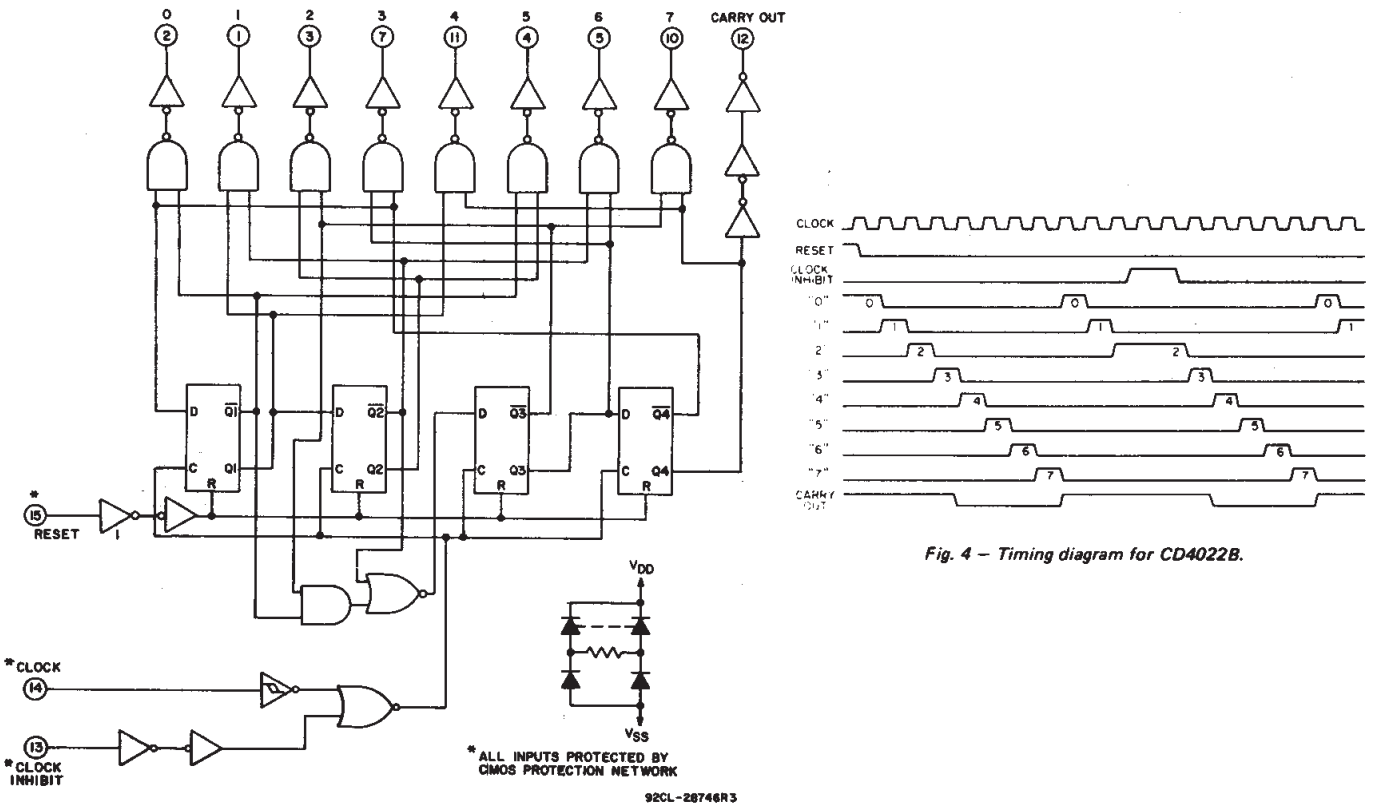 0 1 2 3 4 5 6 7 CARRY OUT
2 1 3 7 11 4 5 10 12
D Q1 D Q2 D Q3 D Q4
C Q1 C Q2 C Q3 C Q4
R R R R
*
15
RESET
1
*CLOCK
14
13
*CLOCK
INHIBIT
VDD
VSS
* ALL INPUTS PROTECTED BY
CMOS PROTECTION NETWORK
92CL-28746R3
CLOCK
RESET
CLOCK
INHIBIT
"0" 0 0 0
"1" 1 1 1
2" 2 2
"3" 3 3
"4" 4 4
"5" 5 5
"6" 6 6
"7" 7 7
CARRY
OUT
Fig. 4 – Timing diagram for CD4022B.